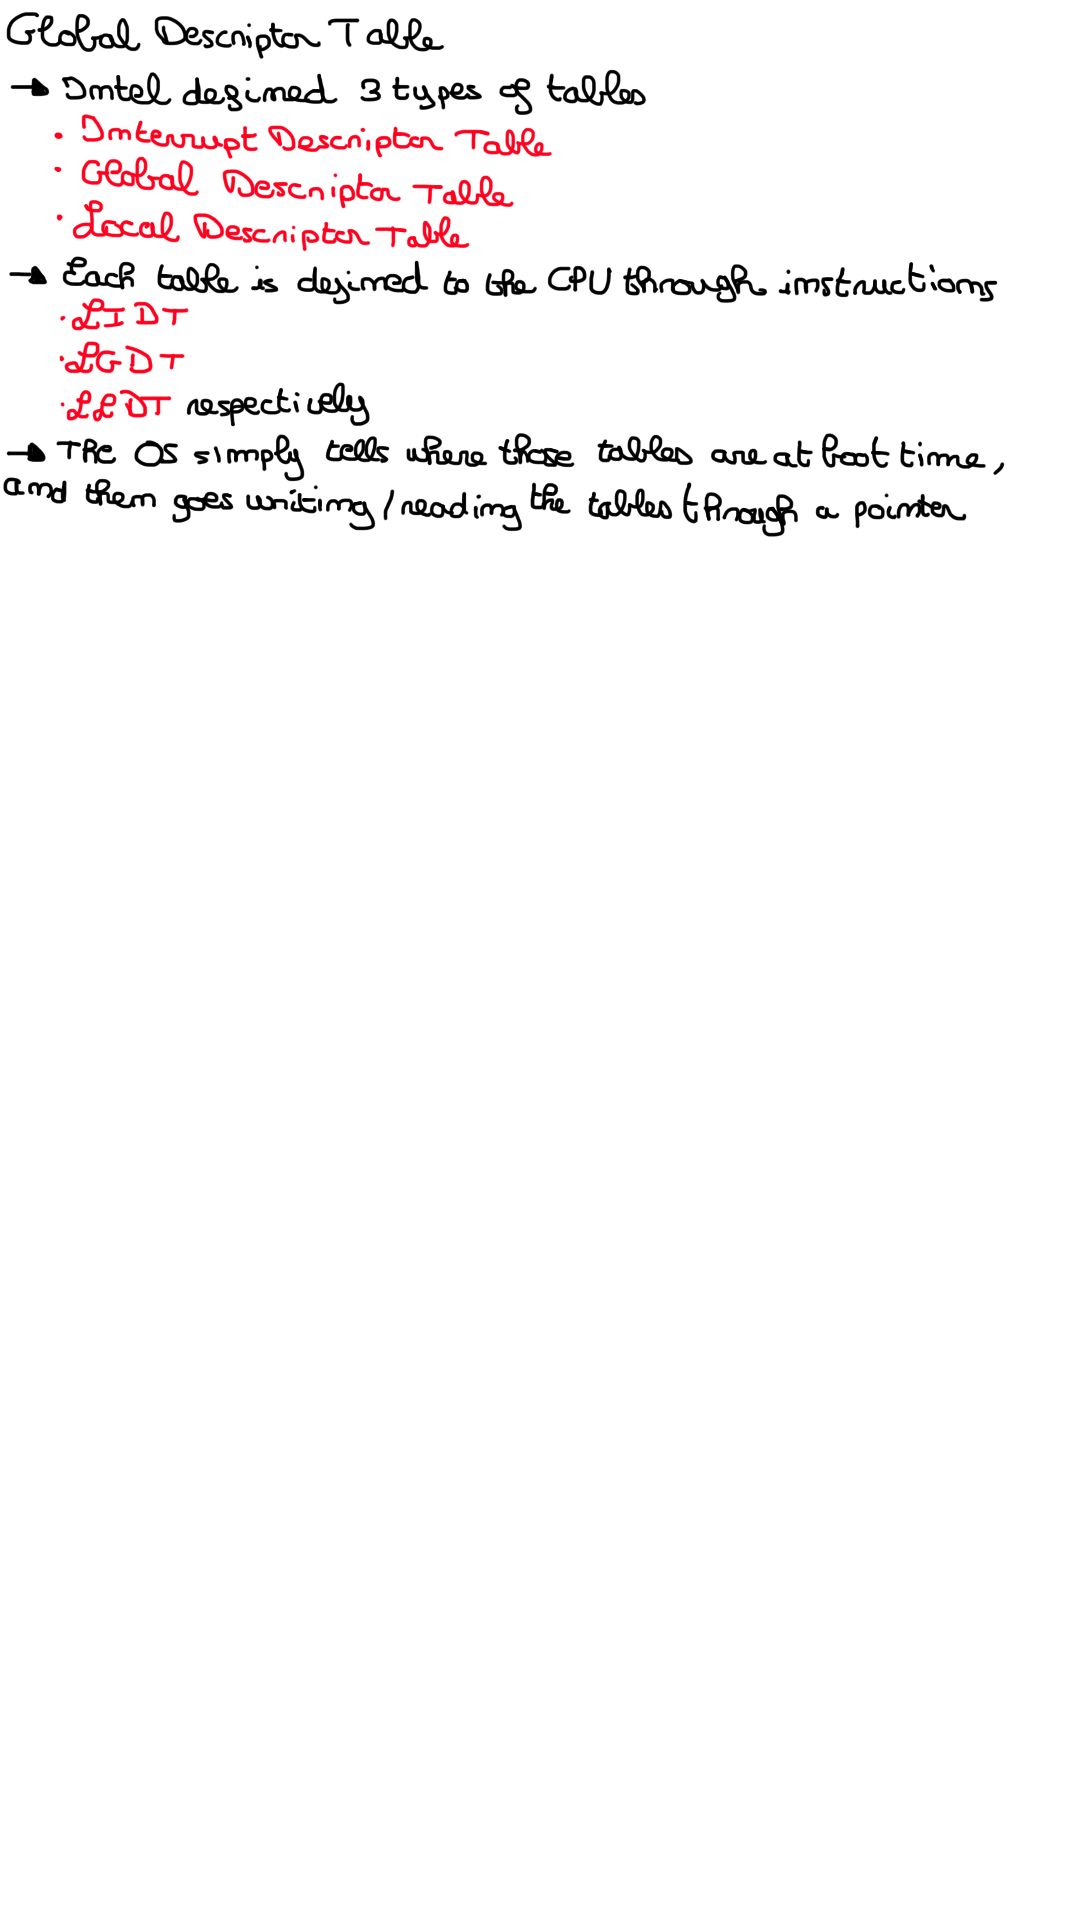 Global Descriptor Table
→ Intel defined 3 types of tables
• Interrupt Descriptor Table
• Global Descriptor Table
• Local Descriptor Table
→ Each table is defined to the CPU through instructions
• LIDT
• LGDT
• LLDT respectively
→ The OS simply tells where those tables are at boot time,
and then goes writing/reading the tables through a pointer